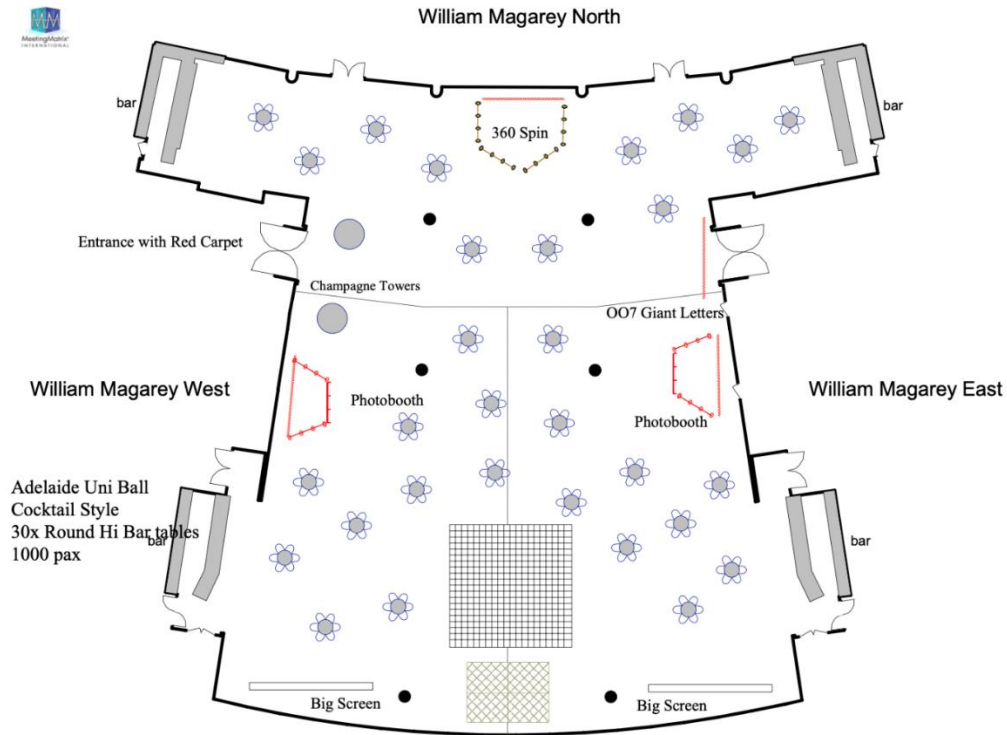 MeetingMatrix
INTERNATIONAL
William Magarey North
bar
bar
360 Spin
Entrance with Red Carpet
Champagne Towers
OO7 Giant Letters
William Magarey West
William Magarey East
Photobooth
Photobooth
Adelaide Uni Ball
Cocktail Style
30x Round Hi Bar tables
1000 pax
bar
bar
Big Screen
Big Screen